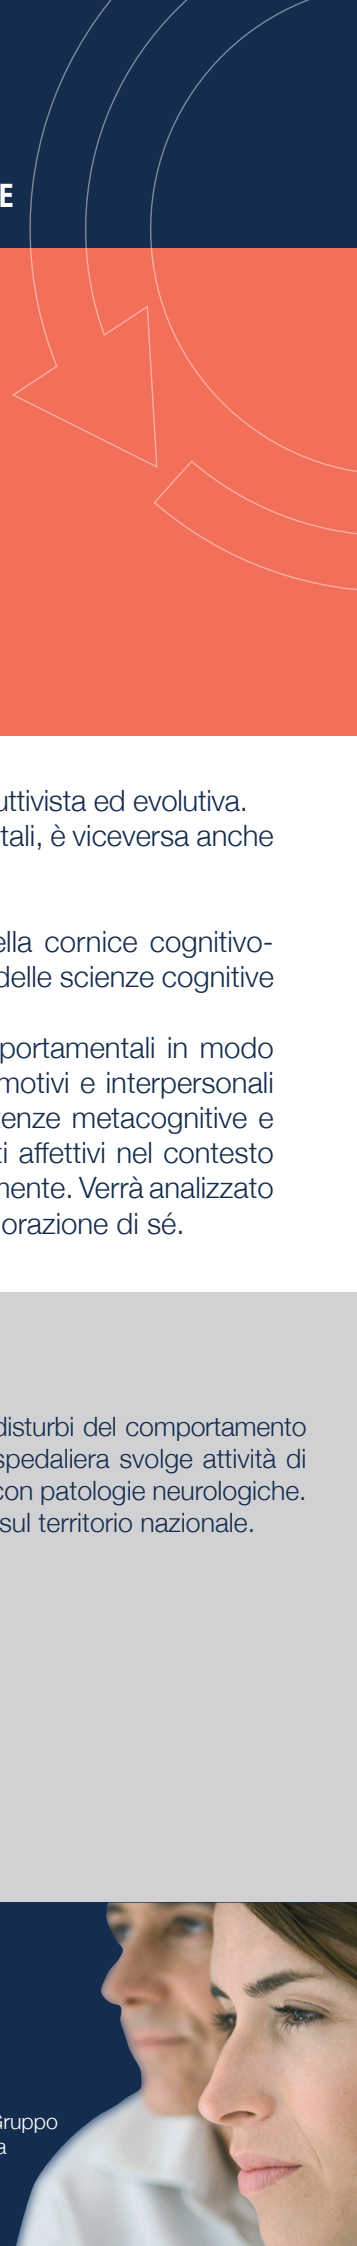 E
uttivista ed evolutiva.
tali, è viceversa anche
ella cornice cognitivo-
delle scienze cognitive
portamentali in modo
motivi e interpersonali
tenze metacognitive e
ti affettivi nel contesto
mente. Verrà analizzato
orazione di sé.
disturbi del comportamento
spedaliera svolge attività di
con patologie neurologiche.
sul territorio nazionale.
Gruppo
a